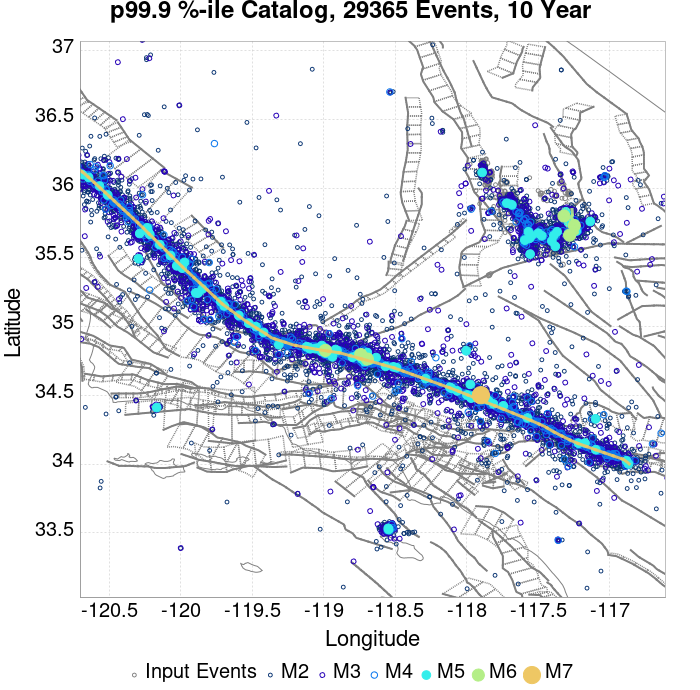 p99.9 %-ile Catalog, 29365 Events, 10 Year
37
36.5
36
35.5
35
34.5
34
33.5
Latitude
-120.5 -120 -119.5 -119 -118.5 -118 -117.5 -117
Longitude
Input Events M2 M3 M4 M5 M6 M7